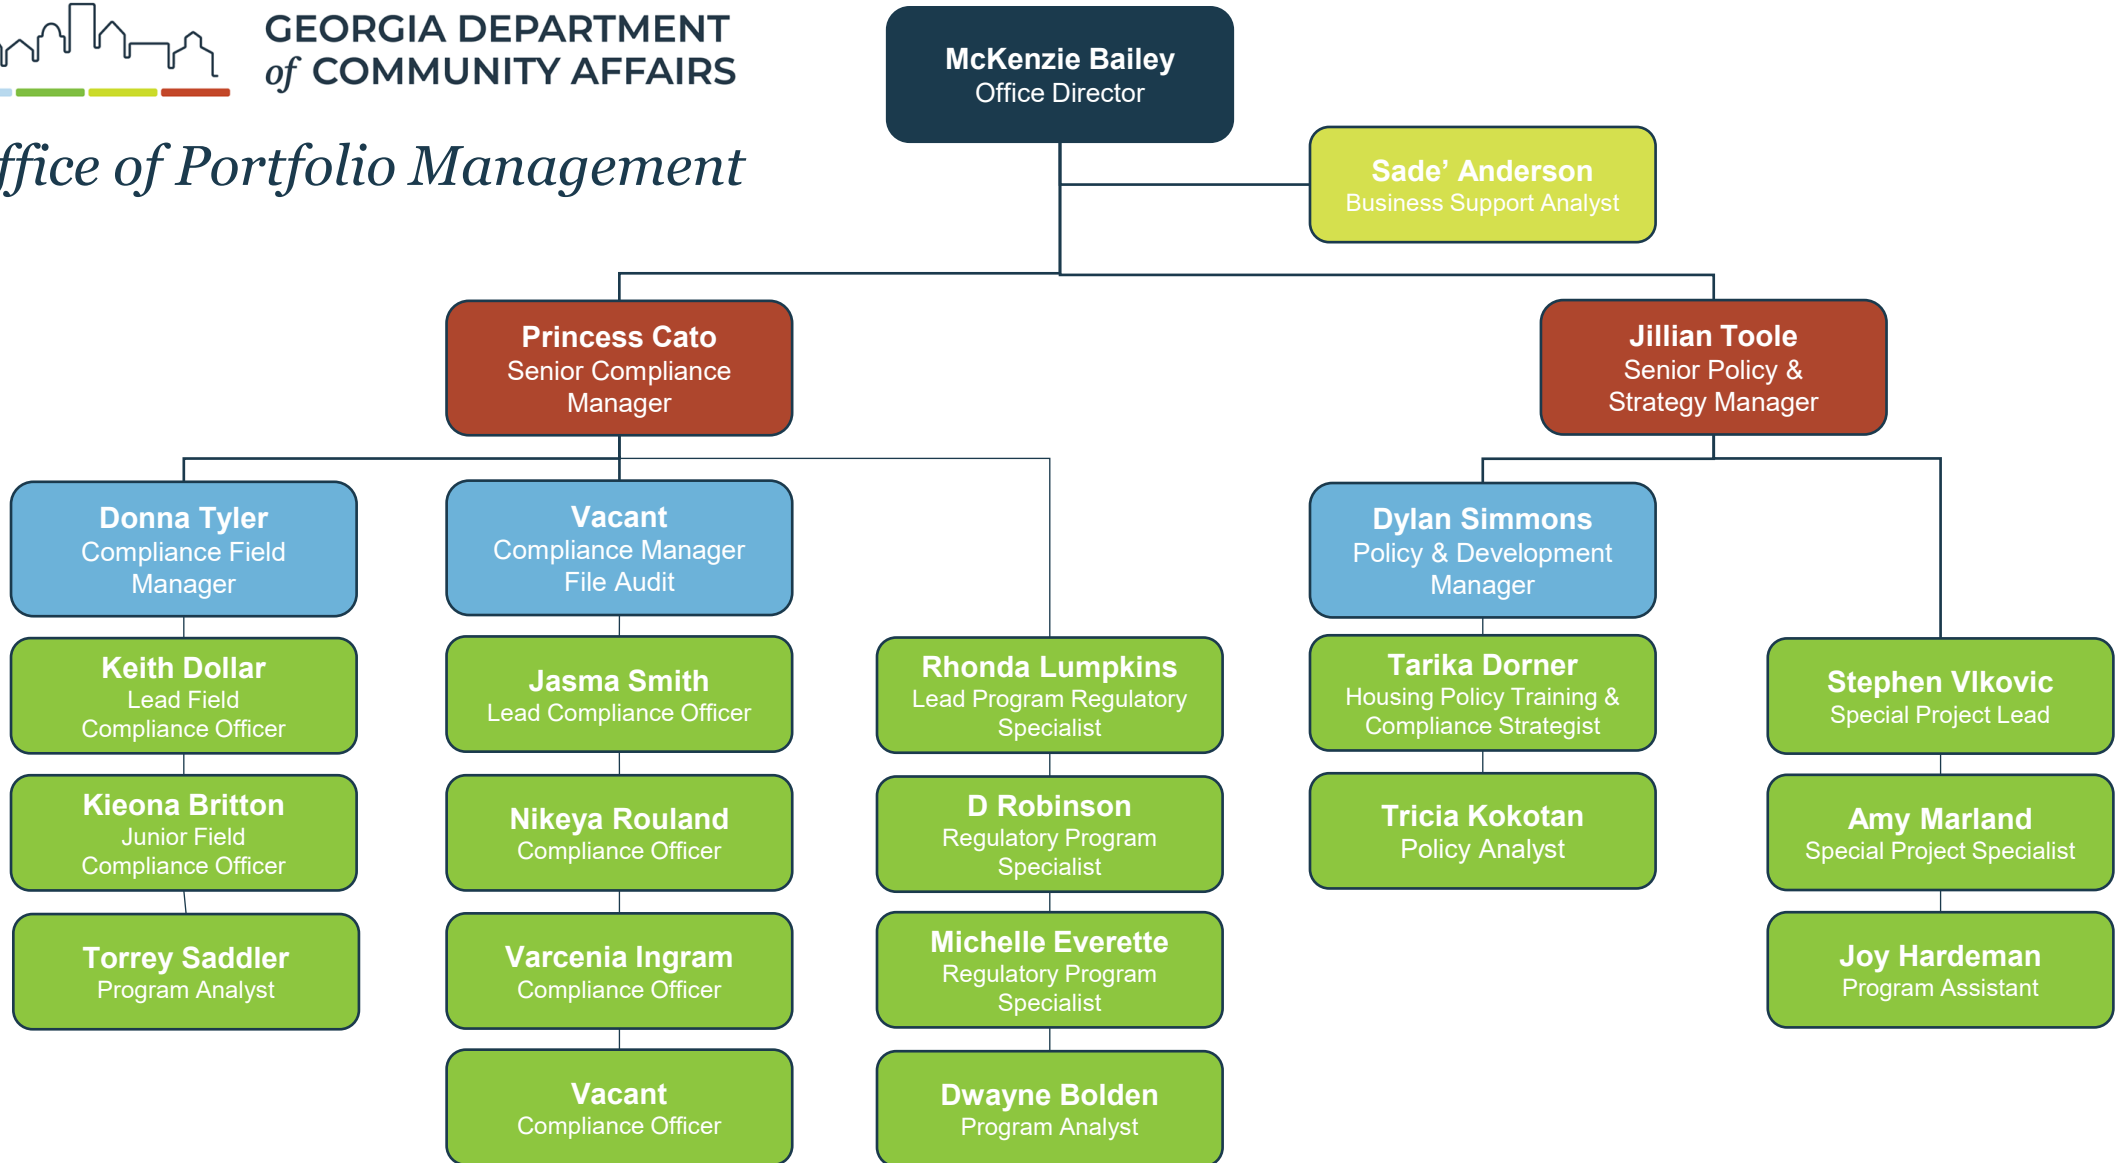 GEORGIA DEPARTMENT
of COMMUNITY AFFAIRS
ffice of Portfolio Management
McKenzie Bailey
Office Director
Sade’ Anderson
Business Support Analyst
Princess Cato
Senior Compliance
Manager
Jillian Toole
Senior Policy &
Strategy Manager
Donna Tyler
Compliance Field
Manager
Vacant
Compliance Manager
File Audit
Dylan Simmons
Policy & Development
Manager
Keith Dollar
Lead Field
Compliance Officer
Jasma Smith
Lead Compliance Officer
Rhonda Lumpkins
Lead Program Regulatory
Specialist
Tarika Dorner
Housing Policy Training &
Compliance Strategist
Stephen Vlkovic
Special Project Lead
Kieona Britton
Junior Field
Compliance Officer
Nikeya Rouland
Compliance Officer
D Robinson
Regulatory Program
Specialist
Tricia Kokotan
Policy Analyst
Amy Marland
Special Project Specialist
Torrey Saddler
Program Analyst
Varcenia Ingram
Compliance Officer
Michelle Everette
Regulatory Program
Specialist
Joy Hardeman
Program Assistant
Vacant
Compliance Officer
Dwayne Bolden
Program Analyst